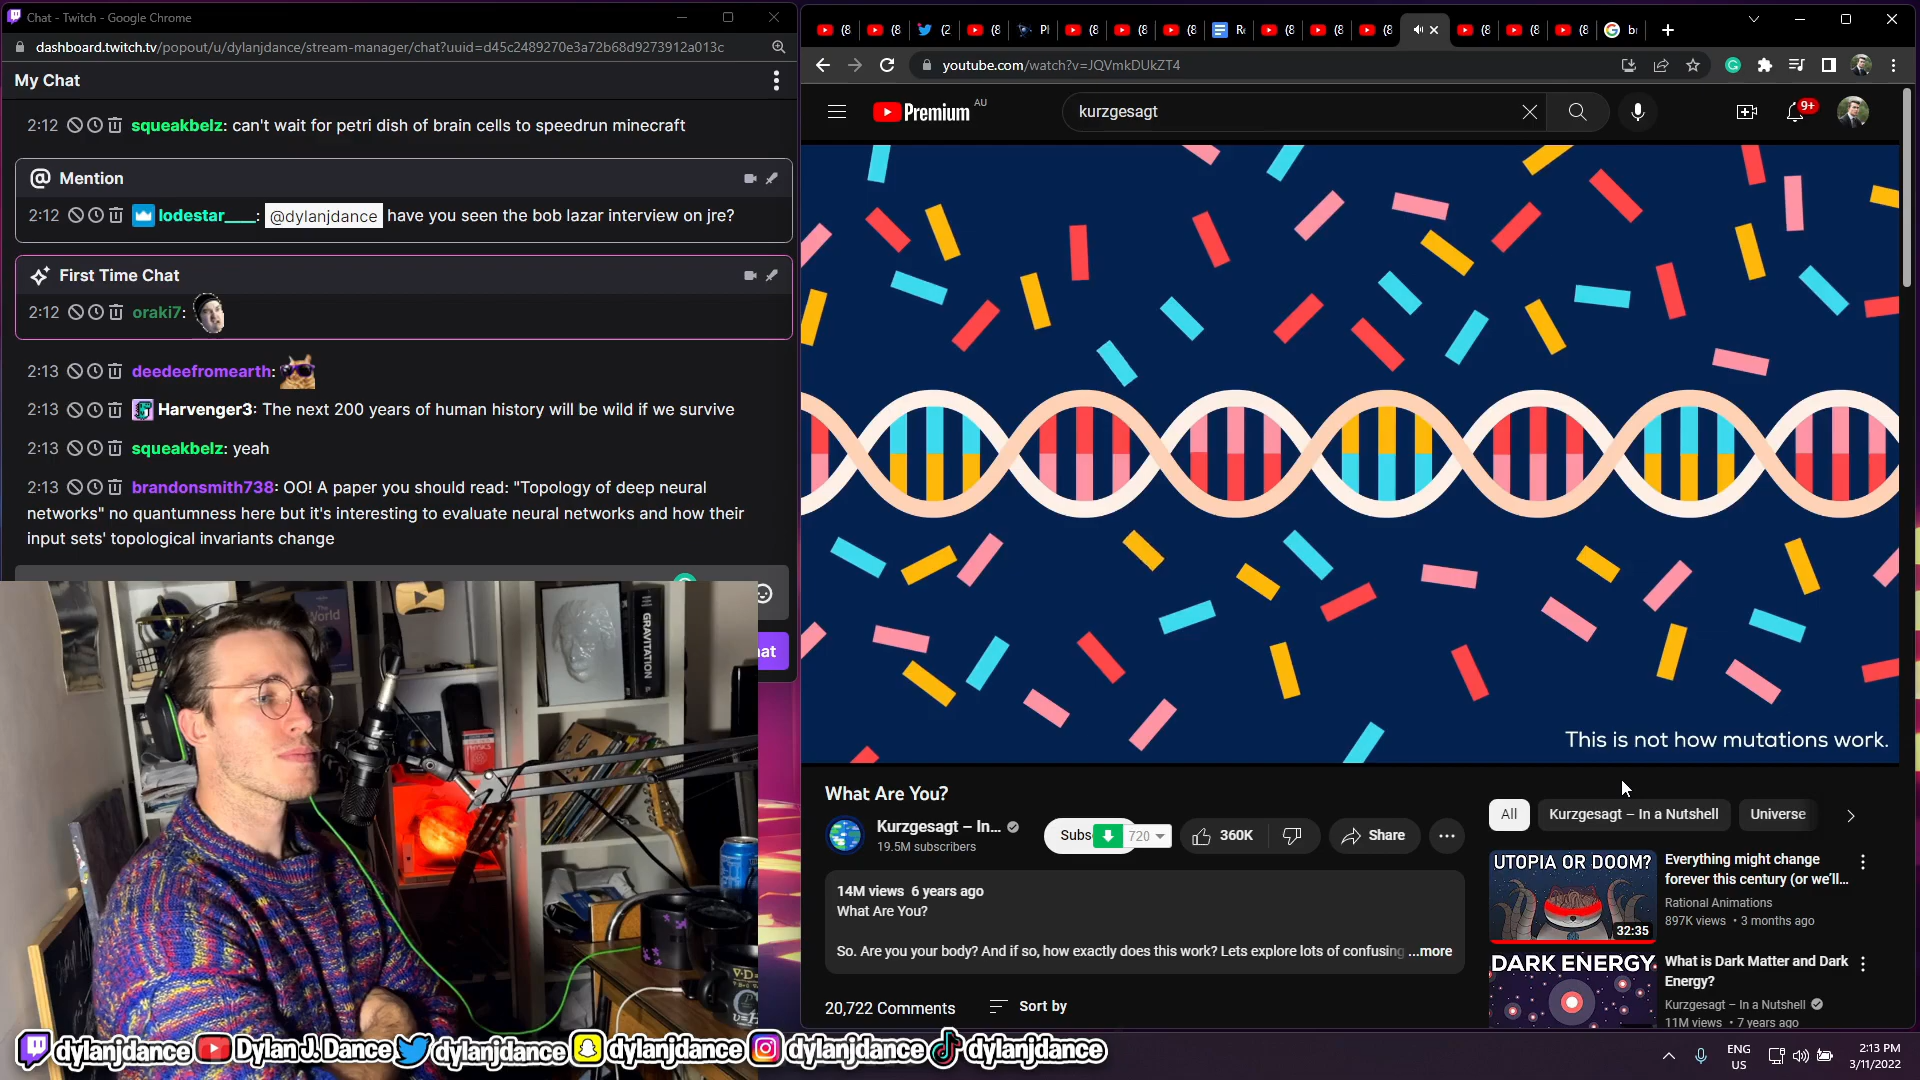 Chat - Twitch - Google Chrome
dashboard.twitch.tv/popout/u/dylanjdance/stream-manager/chat?uuid=d45c2489270e3a72b68d9273912a013c
My Chat
2:12 squeakbelz: can't wait for petri dish of brain cells to speedrun minecraft
@ Mention
2:12 lodestar____: @dylanjdance have you seen the bob lazar interview on jre?
First Time Chat
2:12 oraki7:
2:13 deedeefromearth:
2:13 Harvenger3: The next 200 years of human history will be wild if we survive
2:13 squeakbelz: yeah
2:13 brandonsmith738: OO! A paper you should read: "Topology of deep neural
networks" no quantumness here but it's interesting to evaluate neural networks and how their
input sets' topological invariants change
The
World
GRAVITATION
PHYSICS
youtube.com/watch?v=JQVmkDUkZT4
Premium AU
kurzgesagt
9+
This is not how mutations work.
What Are You?
Kurzgesagt – In...
19.5M subscribers
Subs
720
360K
Share
14M views 6 years ago
What Are You?
So. Are you your body? And if so, how exactly does this work? Lets explore lots of confusing ...more
20,722 Comments
Sort by
All
Kurzgesagt – In a Nutshell
Universe
UTOPIA OR DOOM?
32:35
Everything might change
forever this century (or we'll...
Rational Animations
897K views • 3 months ago
DARK ENERGY
What is Dark Matter and Dark
Energy?
Kurzgesagt – In a Nutshell
11M views • 7 years ago
dylanjdance
Dylan J. Dance
dylanjdance
dylanjdance
dylanjdance
dylanjdance
ENG
US
2:13 PM
3/11/2022